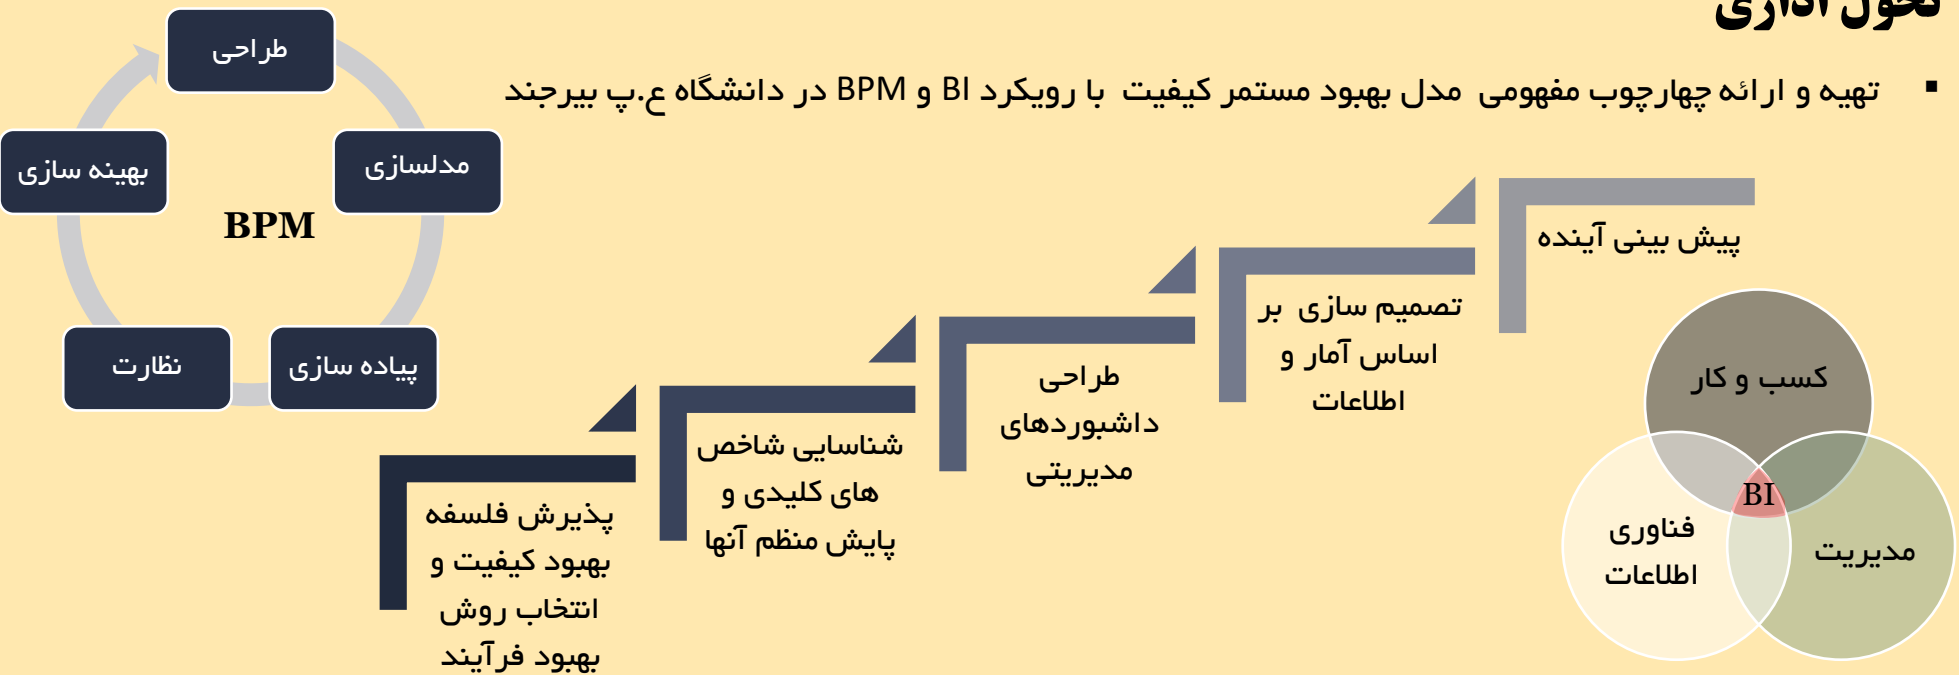 تحول اداری
▪ تهیه و ارائه چهارچوب مفهومی مدل بهبود مستمر کیفیت با رویکرد BI و BPM در دانشگاه ع.پ بیرجند
طراحی
مدلسازی
پیاده سازی
نظارت
بهینه سازی
BPM
پذیرش فلسفه
بهبود کیفیت و
انتخاب روش
بهبود فرآیند
شناسایی شاخص
های کلیدی و
پایش منظم آنها
طراحی
داشبوردهای
مدیریتی
تصمیم سازی بر
اساس آمار و
اطلاعات
پیش بینی آینده
کسب و کار
مدیریت
فناوری
اطلاعات
BI